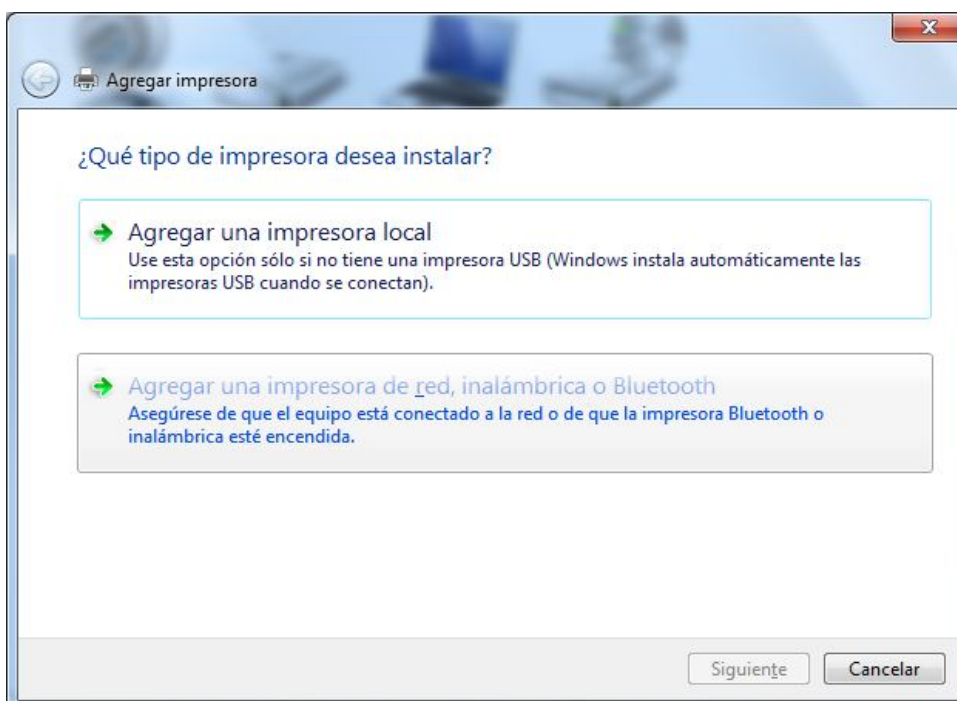 Agregar impresora
¿Qué tipo de impresora desea instalar?
Agregar una impresora local
Use esta opción sólo si no tiene una impresora USB (Windows instala automáticamente las
impresoras USB cuando se conectan).
Agregar una impresora de red, inalámbrica o Bluetooth
Asegúrese de que el equipo está conectado a la red o de que la impresora Bluetooth o
inalámbrica esté encendida.
Siguiente
Cancelar